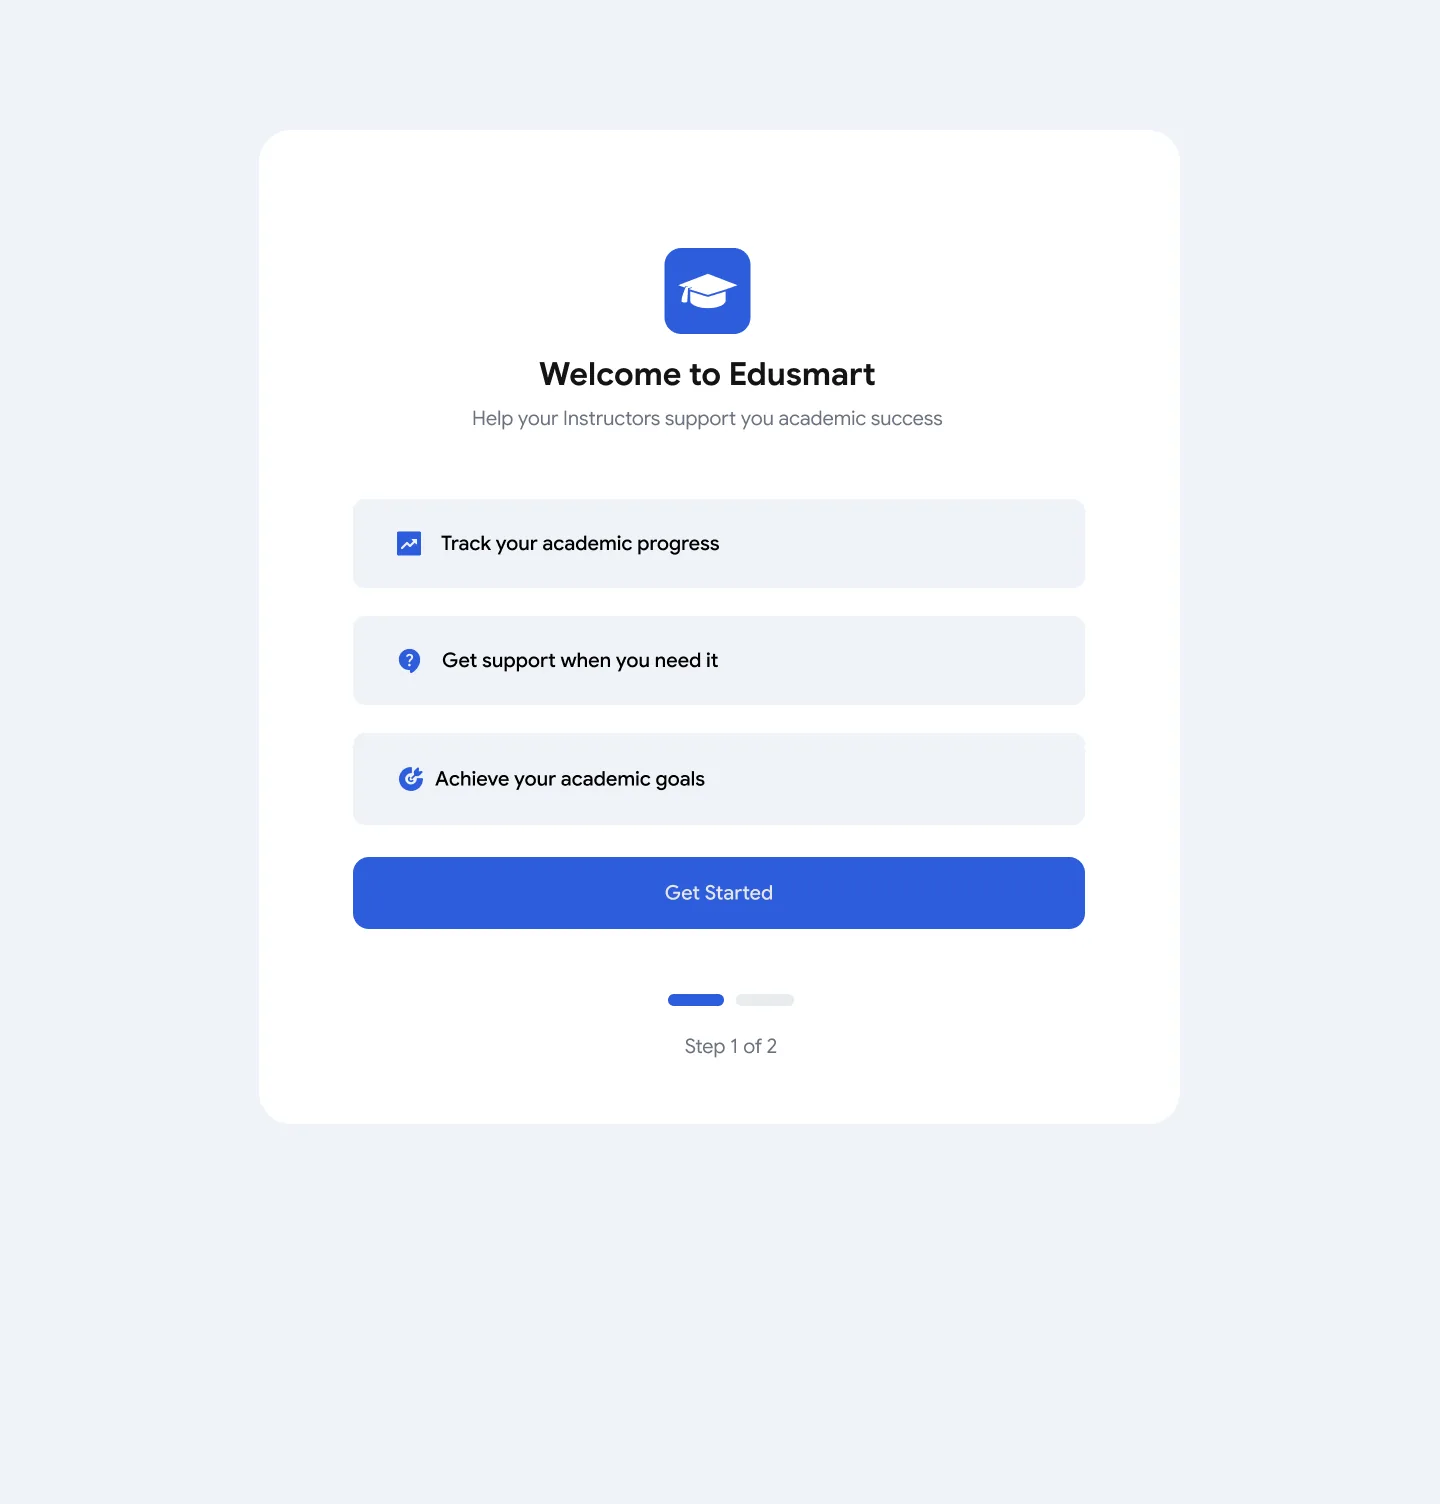 Welcome to Edusmart
Help your Instructors support you academic success
Track your academic progress
Get support when you need it
Achieve your academic goals
Get Started
Step 1 of 2